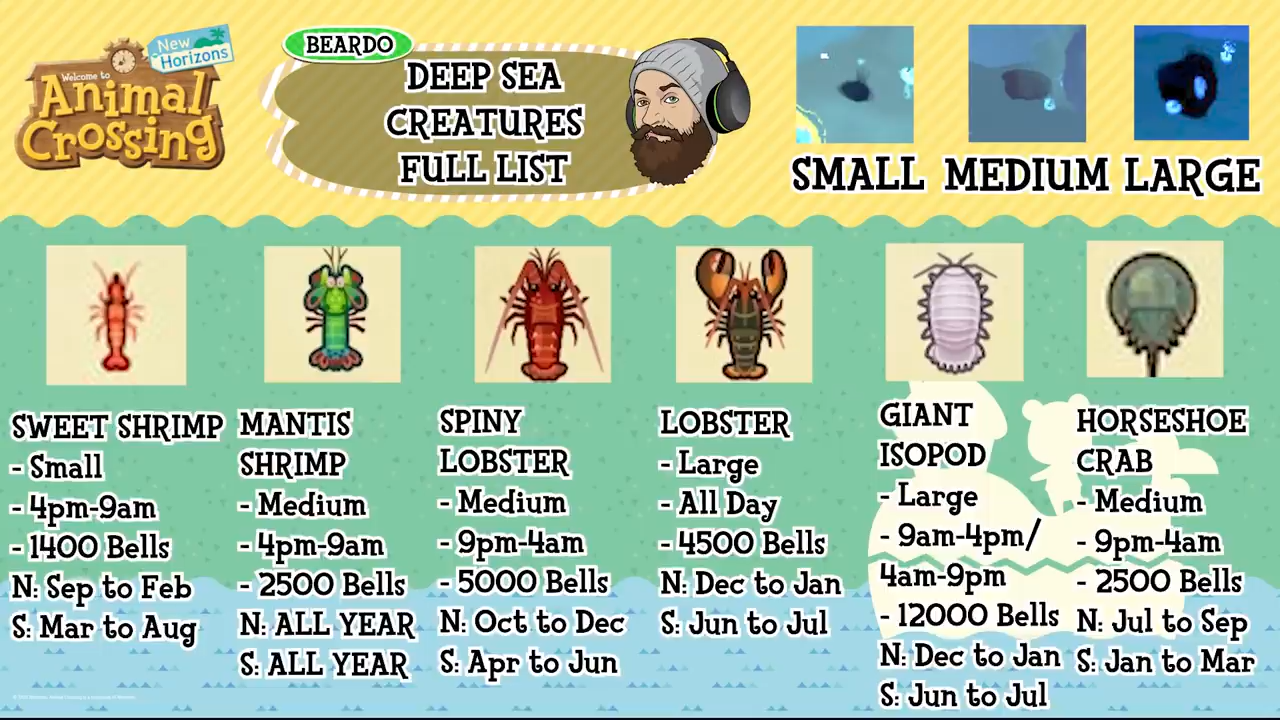 New
Horizons
Welcome to
Animal
Crossing
BEARDO
DEEP SEA
CREATURES
FULL LIST
SMALL MEDIUM LARGE
SWEET SHRIMP
- Small
- 4pm-9am
- 1400 Bells
N: Sep to Feb
S: Mar to Aug
MANTIS
SHRIMP
- Medium
- 4pm-9am
- 2500 Bells
N: ALL YEAR
S: ALL YEAR
SPINY
LOBSTER
- Medium
- 9pm-4am
- 5000 Bells
N: Oct to Dec
S: Apr to Jun
LOBSTER
- Large
- All Day
- 4500 Bells
N: Dec to Jan
S: Jun to Jul
GIANT
ISOPOD
- Large
- 9am-4pm/
4am-9pm
- 12000 Bells
N: Dec to Jan
S: Jun to Jul
HORSESHOE
CRAB
- Medium
- 9pm-4am
- 2500 Bells
N: Jul to Sep
S: Jan to Mar